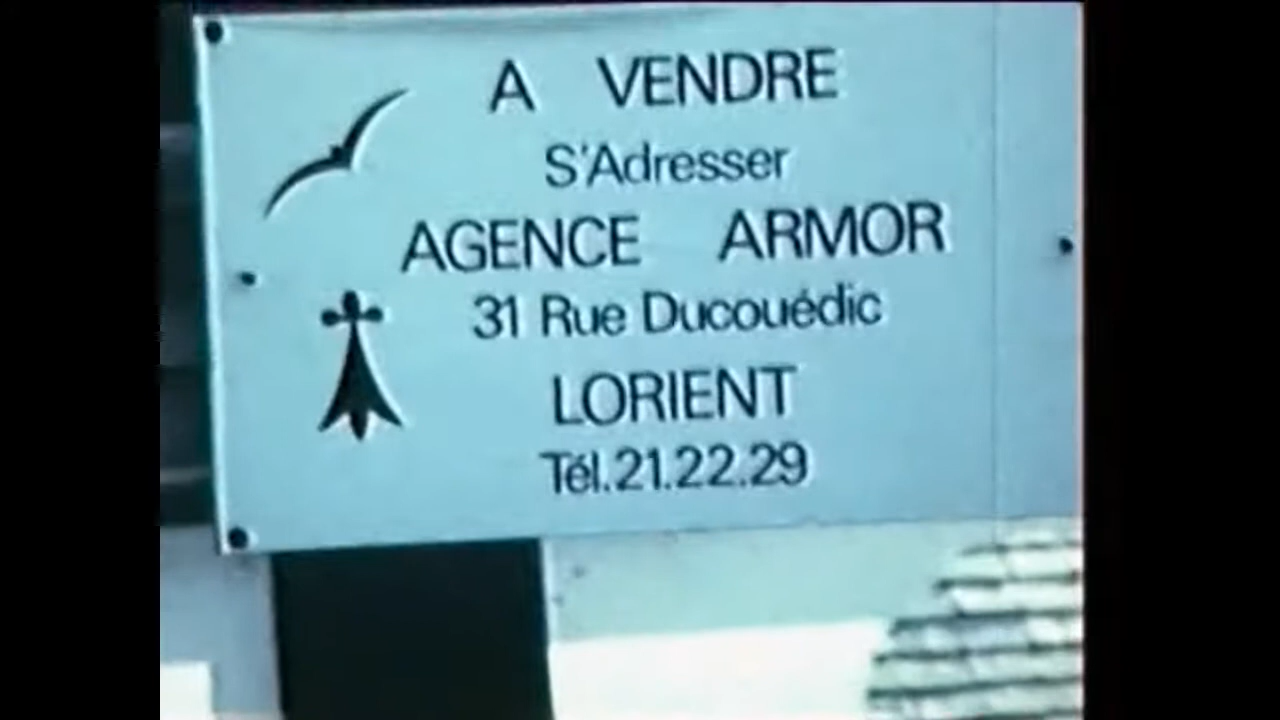 A VENDRE
S'Adresser
AGENCE ARMOR
31 Rue Ducouédic
LORIENT
Tél.21.22.29